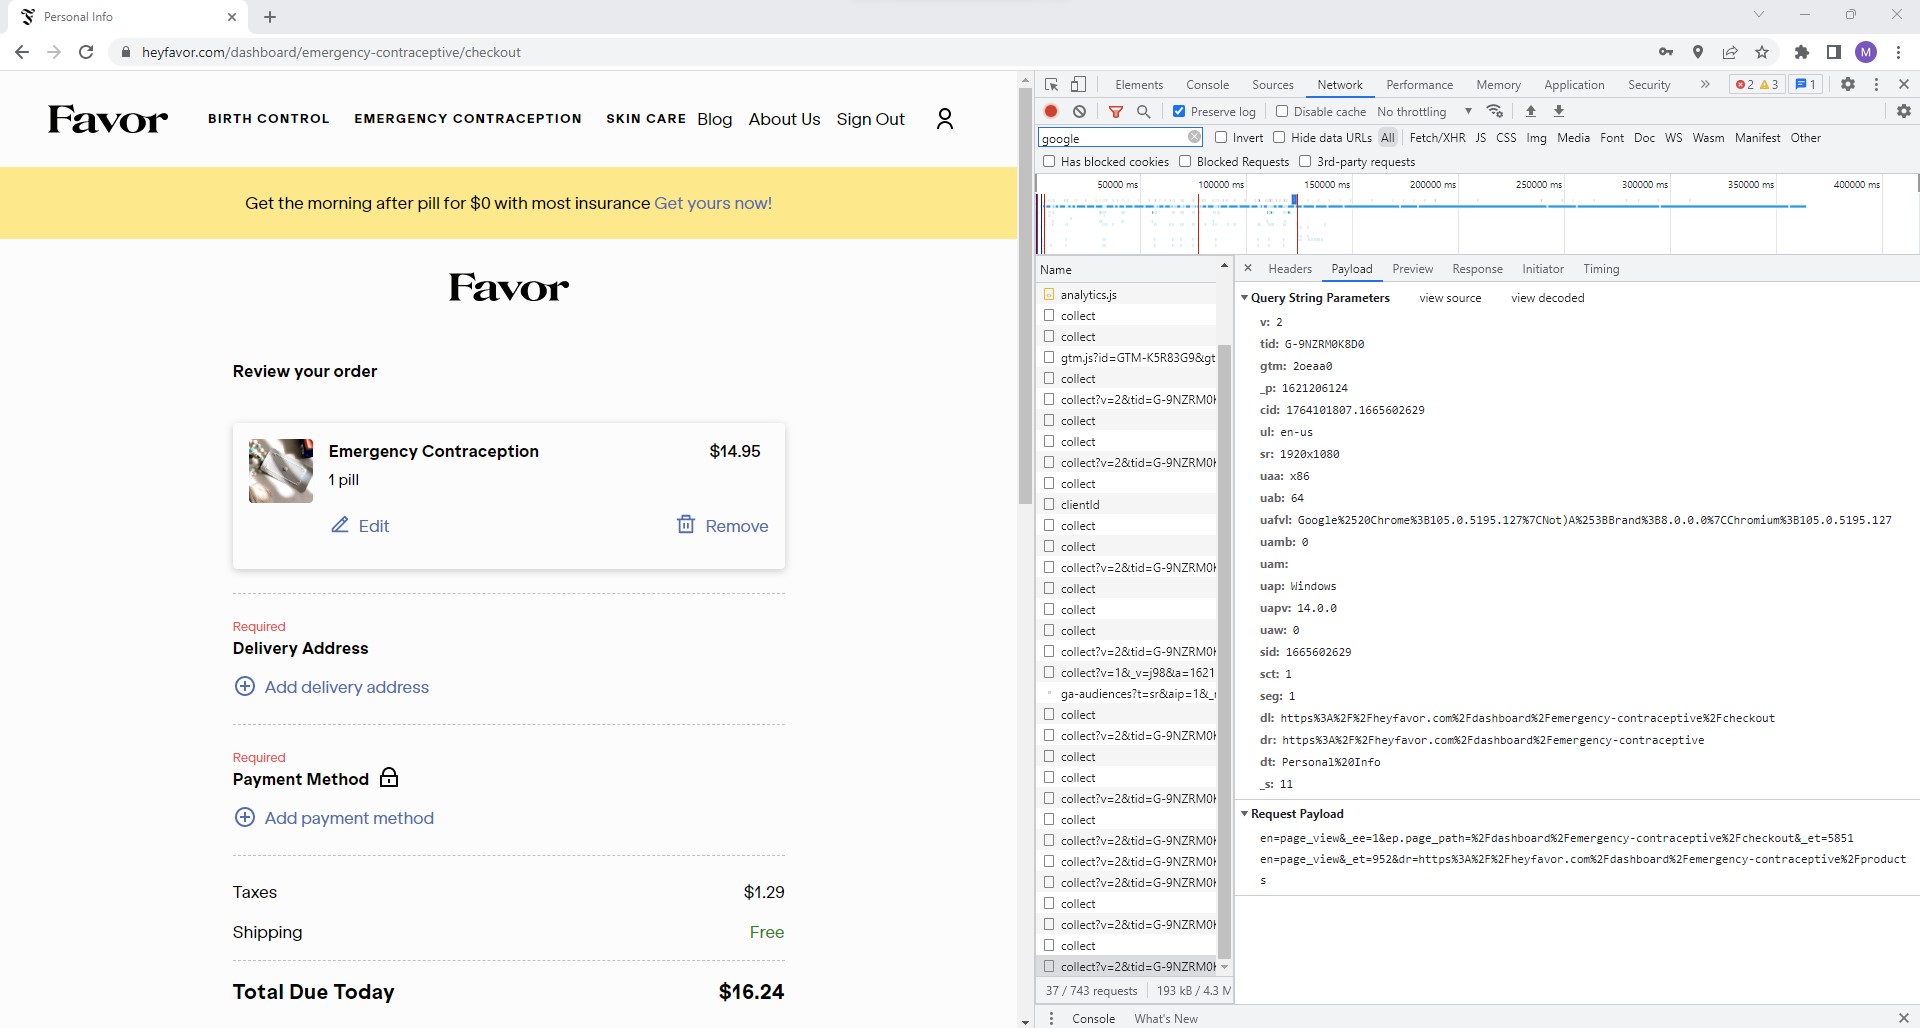 Personal Info
heyfavor.com/dashboard/emergency-contraceptive/checkout
M
Favor
BIRTH CONTROL EMERGENCY CONTRACEPTION SKIN CARE Blog About Us Sign Out
Get the morning after pill for $0 with most insurance Get yours now!
Favor
Review your order
Emergency Contraception $14.95
1 pill
Edit Remove
Required
Delivery Address
Add delivery address
Required
Payment Method
Add payment method
Taxes $1.29
Shipping Free
Total Due Today $16.24
Elements Console Sources Network Performance Memory Application Security » 2 3 1
Preserve log Disable cache No throttling
google Invert Hide data URLs All Fetch/XHR JS CSS Img Media Font Doc WS Wasm Manifest Other
Has blocked cookies Blocked Requests 3rd-party requests
50000 ms 100000 ms 150000 ms 200000 ms 250000 ms 300000 ms 350000 ms 400000 ms
Name
analytics.js
collect
collect
gtm.js?id=GTM-K5R83G9&gt
collect
collect?v=2&tid=G-9NZRM0K
collect
collect
collect?v=2&tid=G-9NZRM0K
collect
clientId
collect
collect
collect?v=2&tid=G-9NZRM0K
collect
collect
collect
collect?v=2&tid=G-9NZRM0K
collect?v=1&_v=j98&a=1621
ga-audiences?t=sr&aip=1&_r
collect
collect?v=2&tid=G-9NZRM0K
collect
collect
collect?v=2&tid=G-9NZRM0K
collect
collect?v=2&tid=G-9NZRM0K
collect?v=2&tid=G-9NZRM0K
collect?v=2&tid=G-9NZRM0K
collect
collect?v=2&tid=G-9NZRM0K
collect
collect?v=2&tid=G-9NZRM0K
37 / 743 requests 193 kB / 4.3 M
Headers Payload Preview Response Initiator Timing
Query String Parameters view source view decoded
v: 2
tid: G-9NZRM0K8D0
gtm: 2oeaa0
_p: 1621206124
cid: 1764101807.1665602629
ul: en-us
sr: 1920x1080
uaa: x86
uab: 64
uafvl: Google%2520Chrome%3B105.0.5195.127%7CNot)A%253BBrand%3B8.0.0.0%7CChromium%3B105.0.5195.127
uamb: 0
uam:
uap: Windows
uapv: 14.0.0
uaw: 0
sid: 1665602629
sct: 1
seg: 1
dl: https%3A%2F%2Fheyfavor.com%2Fdashboard%2Femergency-contraceptive%2Fcheckout
dr: https%3A%2F%2Fheyfavor.com%2Fdashboard%2Femergency-contraceptive
dt: Personal%20Info
_s: 11
Request Payload
en=page_view&_ee=1&ep.page_path=%2Fdashboard%2Femergency-contraceptive%2Fcheckout&_et=5851
en=page_view&_et=952&dr=https%3A%2F%2Fheyfavor.com%2Fdashboard%2Femergency-contraceptive%2Fproduct
s
Console What's New